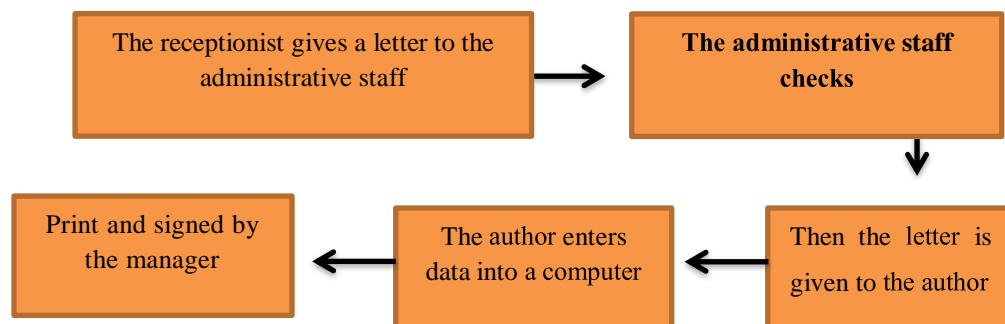 The receptionist gives a letter to the
administrative staff
The administrative staff
checks
Then the letter is
given to the author
The author enters
data into a computer
Print and signed by
the manager